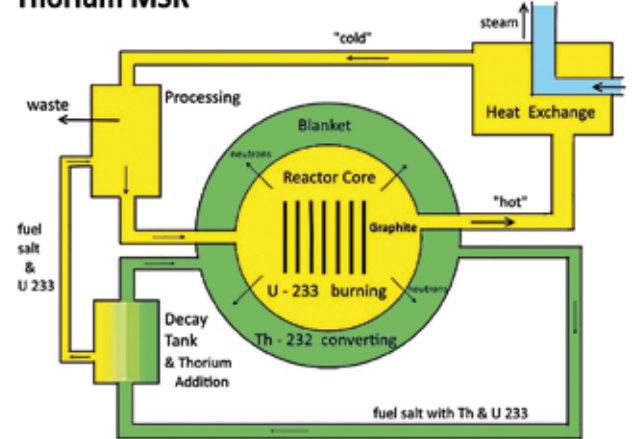 Thorium MSR
steam
"cold"
waste
Processing
Heat Exchange
Blanket
neutrons
Reactor Core
"hot"
Graphite
fuel
salt
&
U 233
U - 233 burning
neutrons
Decay
Tank
& Thorium
Addition
Th - 232 converting
fuel salt with Th & U 233